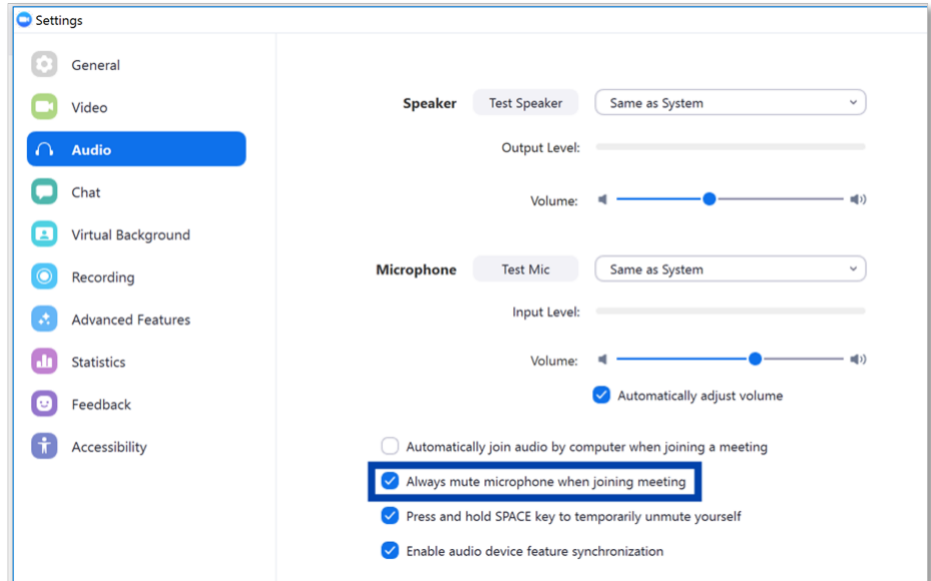 Settings
General
Video
Audio
Chat
Virtual Background
Recording
Advanced Features
Statistics
Feedback
Accessibility
Speaker Test Speaker Same as System
Output Level:
Volume:
Microphone Test Mic Same as System
Input Level:
Volume:
Automatically adjust volume
Automatically join audio by computer when joining a meeting
Always mute microphone when joining meeting
Press and hold SPACE key to temporarily unmute yourself
Enable audio device feature synchronization